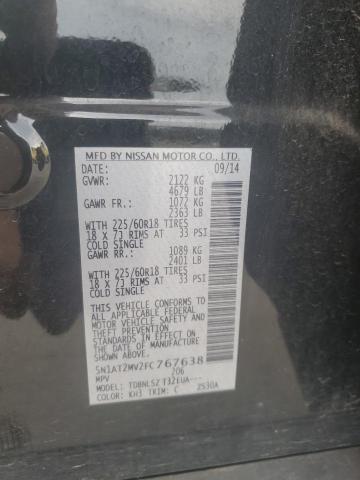 MFD BY NISSAN MOTOR CO., LTD.
DATE: 09/14
GVWR: 2122 KG
4679 LB
GAWR FR.: 1072 KG
2363 LB
WITH 225/60R18 TIRES
18 X 7J RIMS AT 33 PSI
COLD SINGLE
GAWR RR.: 1089 KG
2401 LB
WITH 225/60R18 TIRES
18 X 7J RIMS AT 33 PSI
COLD SINGLE
THIS VEHICLE CONFORMS TO
ALL APPLICABLE FEDERAL
MOTOR VEHICLE SAFETY AND
THEFT PREVENTION
STANDARDS IN EFFECT ON
THE DATE OF MANUFACTURE
SHOWN ABOVE.
5N1AT2MV2FC767638
MPV 206
MODEL: TDBNLSZ T32EUA---
COLOR: KH3 TRIM: C 2530A